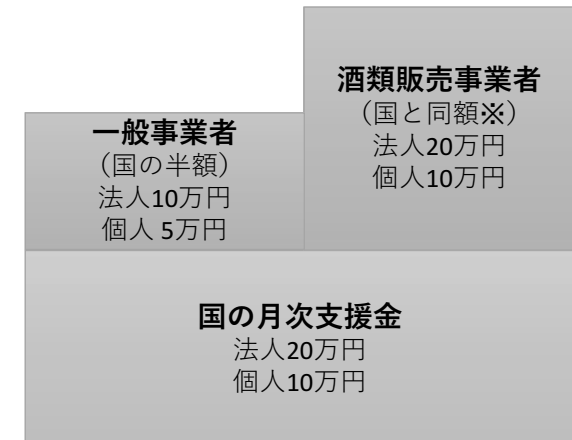 一般事業者
（国の半額）
法人10万円
個人 5万円
酒類販売事業者
（国と同額※）
法人20万円
個人10万円
国の月次支援金
法人20万円
個人10万円